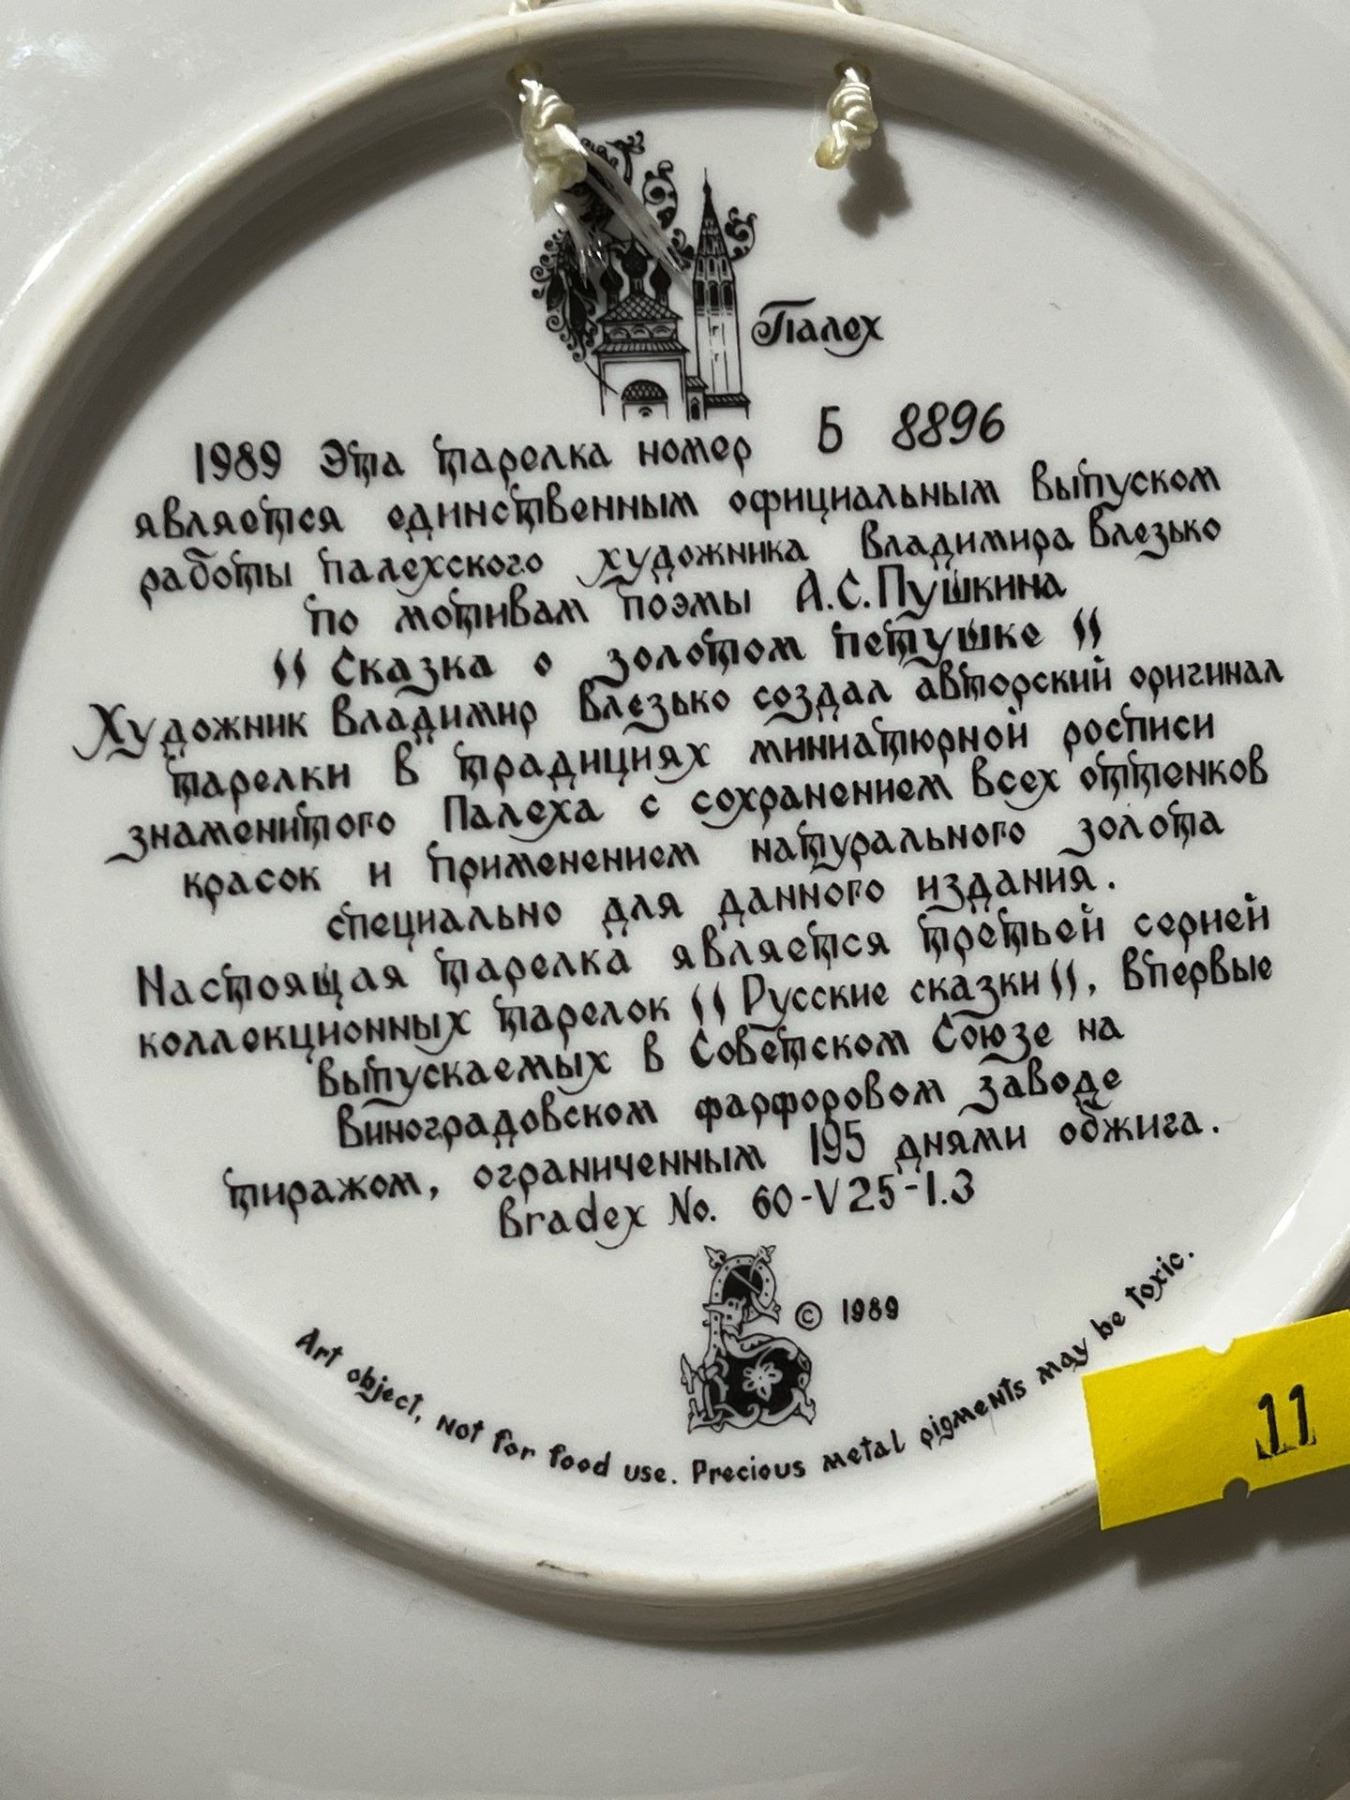 Палех
1989 Эта тарелка номер Б 8896
является единственным официальным выпуском
работы палехского художника Владимира Влезько
по мотивам поэмы А.С.Пушкина
"Сказка о золотом петушке"
Художник Владимир Влезько создал авторский оригинал
тарелки в традициях миниатюрной росписи
знаменитого Палеха с сохранением всех оттенков
красок и применением натурального золота
специально для данного издания.
Настоящая тарелка является третьей серией
коллекционных тарелок "Русские сказки", впервые
выпускаемых в Советском Союзе на
Виноградовском фарфоровом заводе
тиражом, ограниченным 195 днями обжига.
Bradex No. 60-V25-1.3
© 1989
Art object, not for food use. Precious metal pigments may be toxic.
11